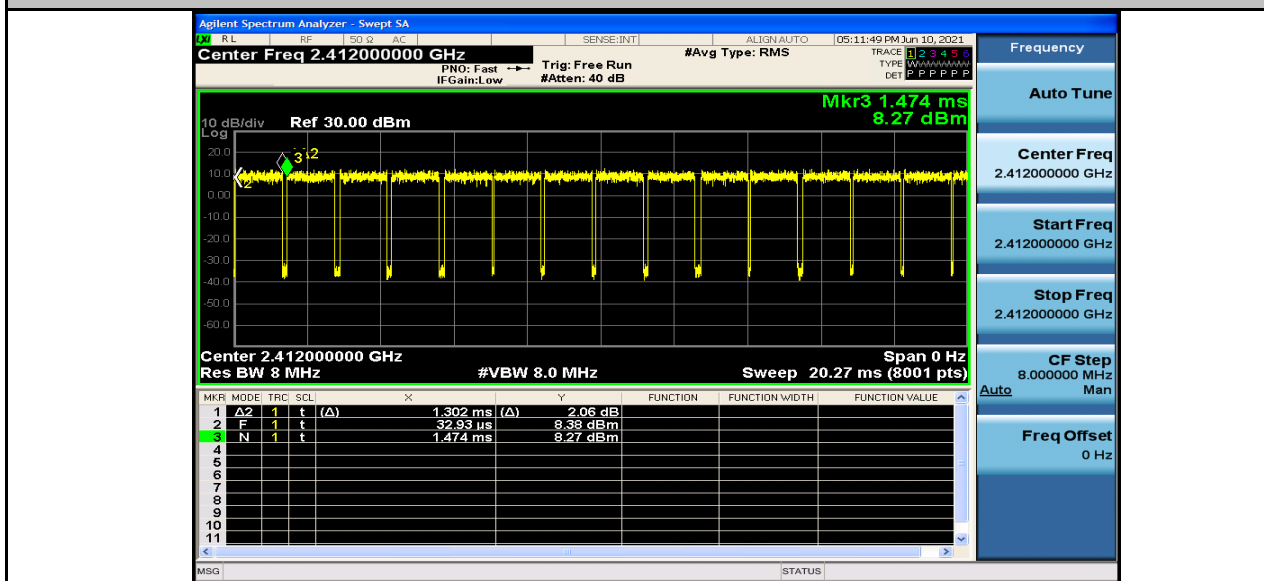 Agilent Spectrum Analyzer - Swept SA
LXI RL RF 50 Ω AC SENSE:INT ALIGN AUTO 05:11:49 PM Jun 10, 2021
Center Freq 2.412000000 GHz #Avg Type: RMS TRACE 1 2 3 4 5 6
PNO: Fast Trig: Free Run TYPE WWWWWW
IFGain:Low #Atten: 40 dB DET P P P P P P
Mkr3 1.474 ms
8.27 dBm
10 dB/div Ref 30.00 dBm
Log
20.0
10.0
0.00
-10.0
-20.0
-30.0
-40.0
-50.0
-60.0
3
2
Center 2.412000000 GHz Span 0 Hz
Res BW 8 MHz #VBW 8.0 MHz Sweep 20.27 ms (8001 pts)
MKR MODE TRC SCL X Y FUNCTION FUNCTION WIDTH FUNCTION VALUE
1 Δ2 1 t (Δ) 1.302 ms (Δ) 2.06 dB
2 F 1 t 32.93 µs 8.38 dBm
3 N 1 t 1.474 ms 8.27 dBm
4
5
6
7
8
9
10
11
MSG STATUS
Frequency
Auto Tune
Center Freq
2.412000000 GHz
Start Freq
2.412000000 GHz
Stop Freq
2.412000000 GHz
CF Step
8.000000 MHz
Auto Man
Freq Offset
0 Hz